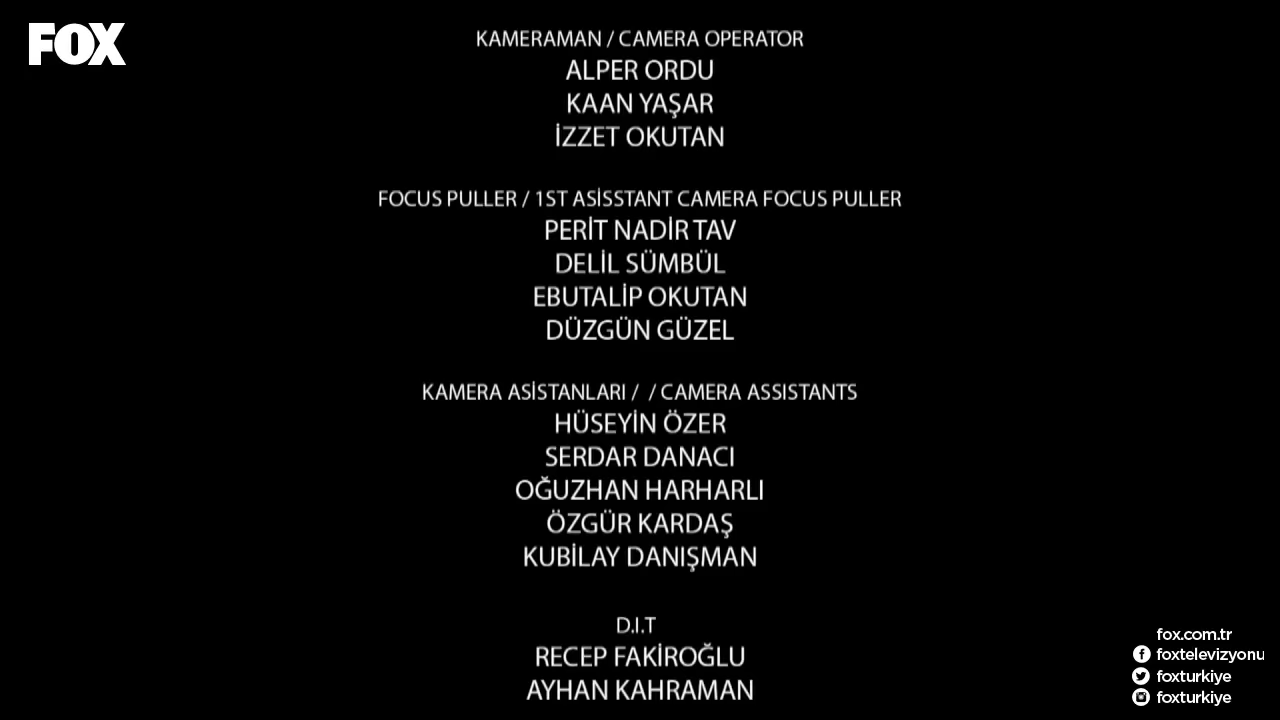 FOX
KAMERAMAN / CAMERA OPERATOR
ALPER ORDU
KAAN YAŞAR
İZZET OKUTAN
FOCUS PULLER / 1ST ASİSSTANT CAMERA FOCUS PULLER
PERİT NADİR TAV
DELİL SÜMBÜL
EBUTALİP OKUTAN
DÜZGÜN GÜZEL
KAMERA ASİSTANLARI /  / CAMERA ASSISTANTS
HÜSEYİN ÖZER
SERDAR DANACI
OĞUZHAN HARHARLI
ÖZGÜR KARDAŞ
KUBİLAY DANIŞMAN
D.I.T
RECEP FAKİROĞLU
AYHAN KAHRAMAN
fox.com.tr
foxtelevizyonu
foxturkiye
foxturkiye